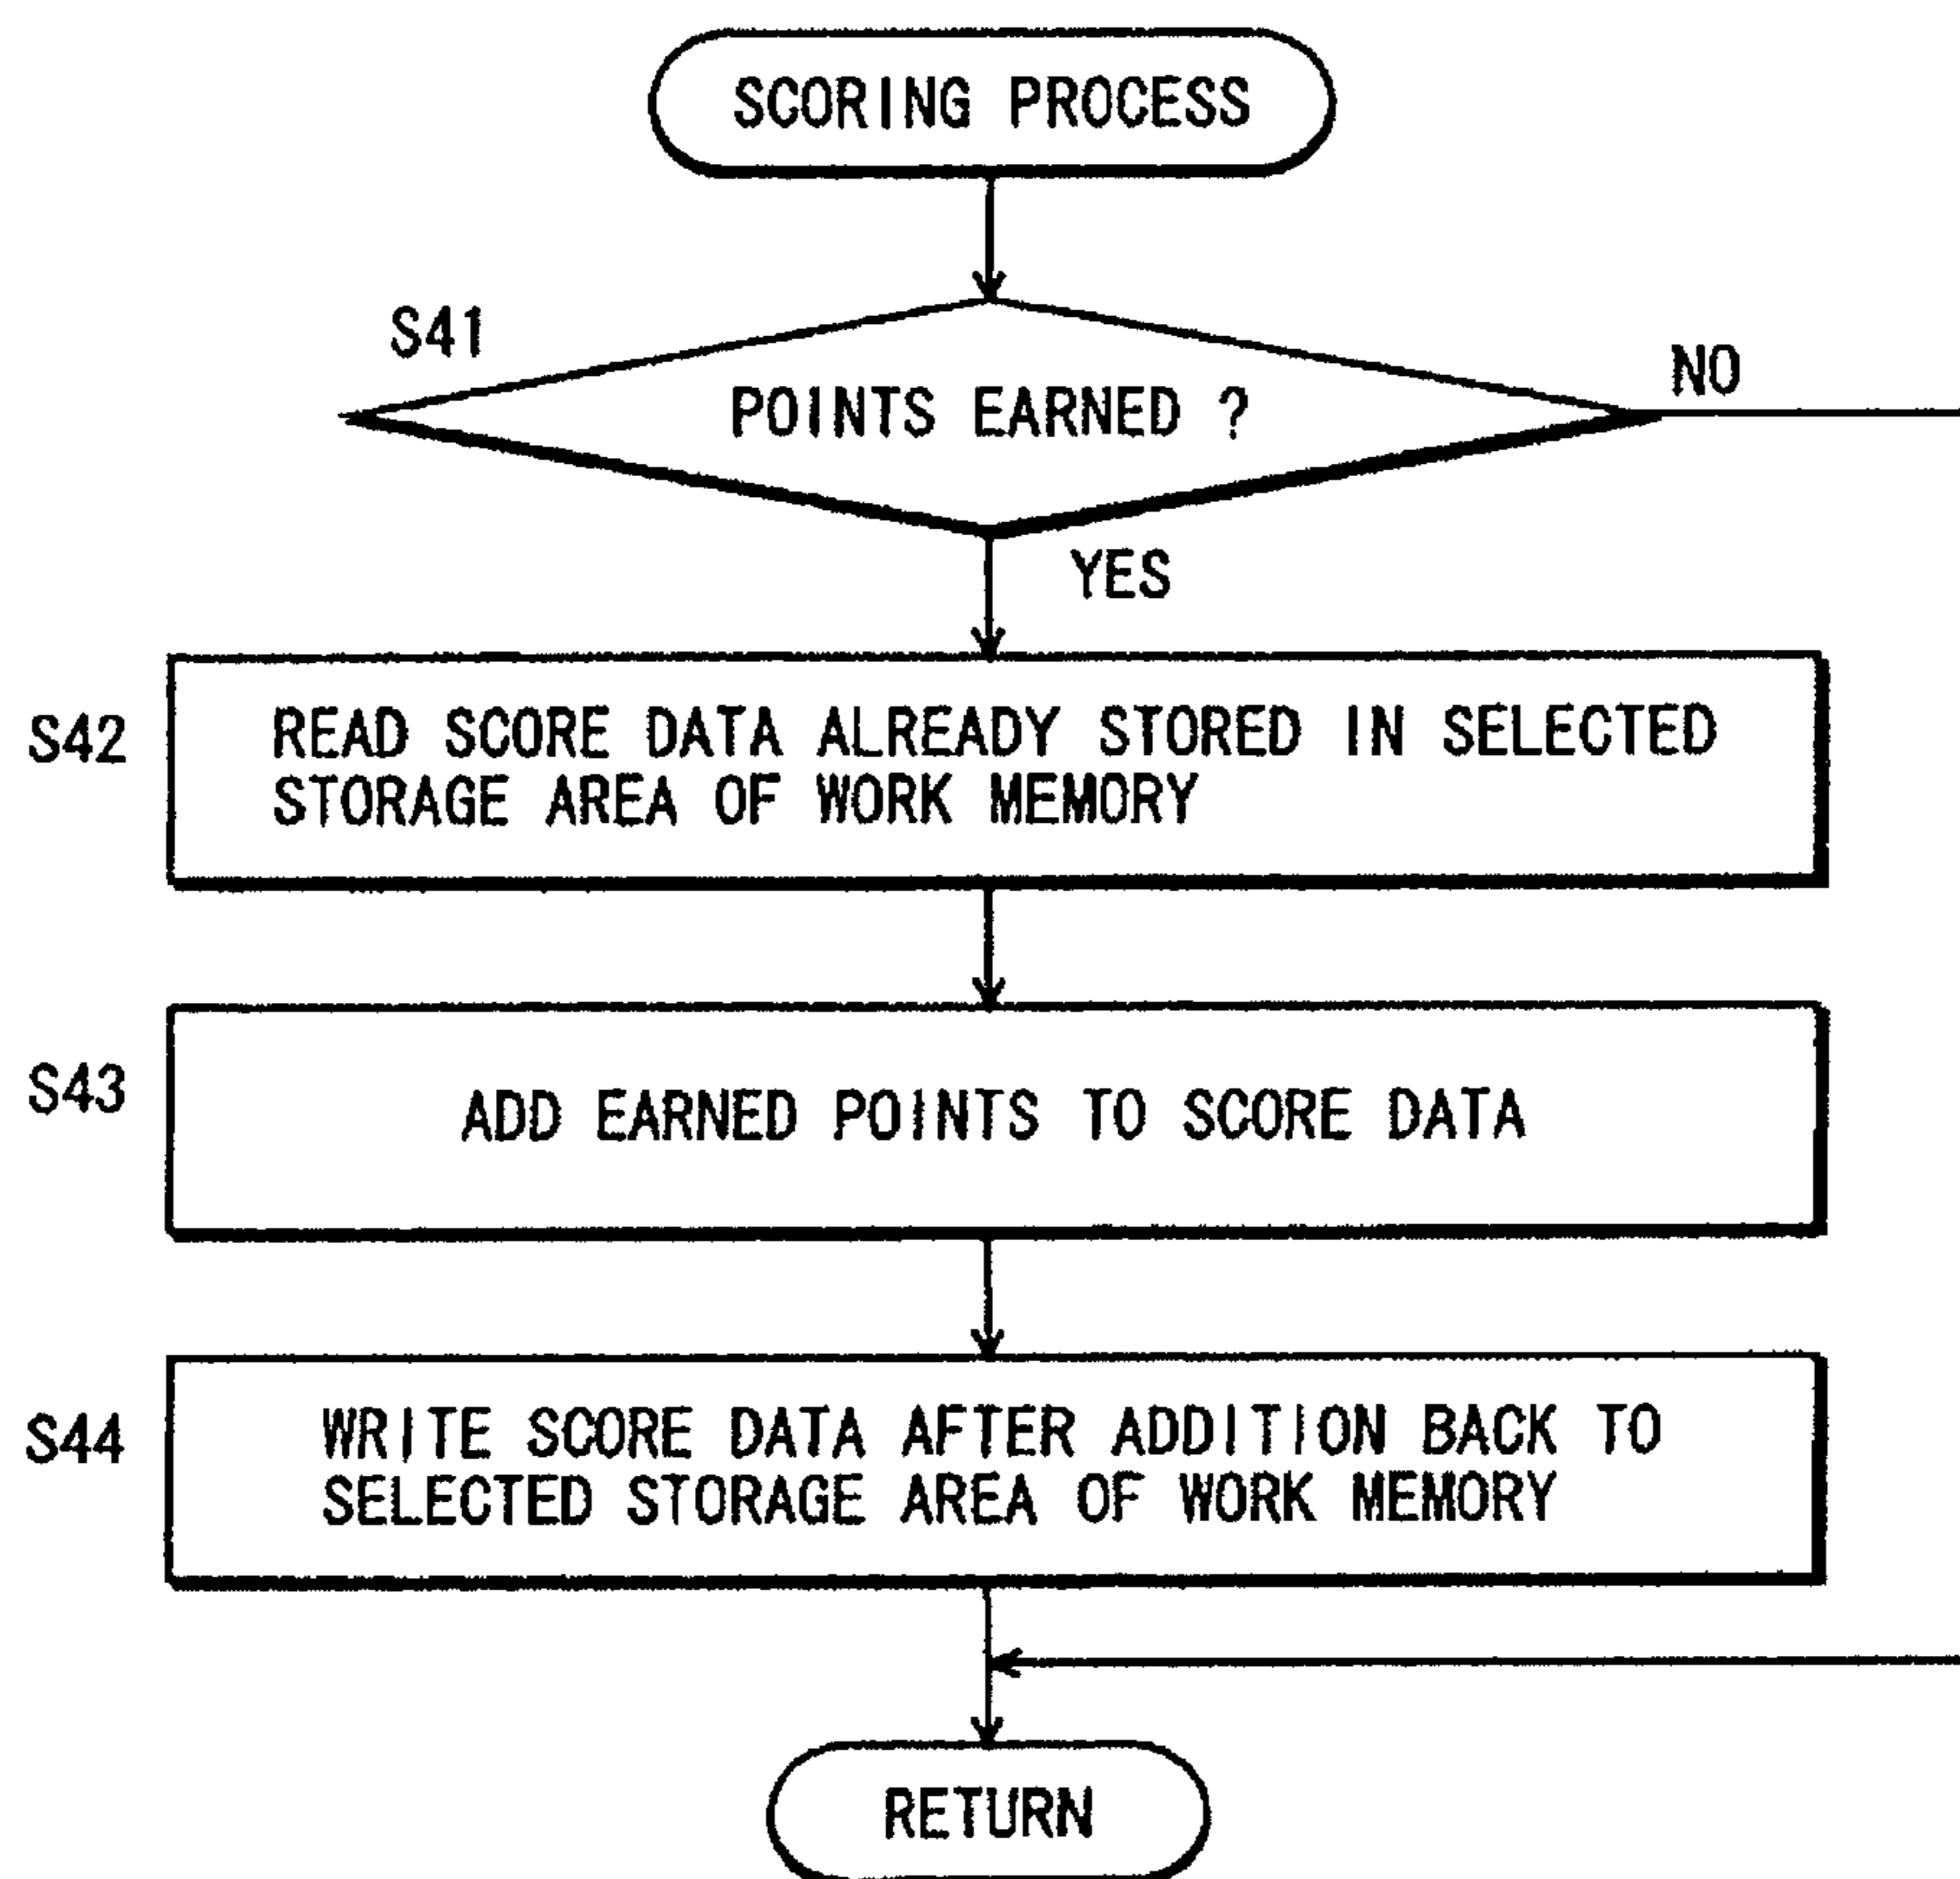 SCORING PROCESS
S41
POINTS EARNED ?
NO
YES
S42
READ SCORE DATA ALREADY STORED IN SELECTED
STORAGE AREA OF WORK MEMORY
S43
ADD EARNED POINTS TO SCORE DATA
S44
WRITE SCORE DATA AFTER ADDITION BACK TO
SELECTED STORAGE AREA OF WORK MEMORY
RETURN